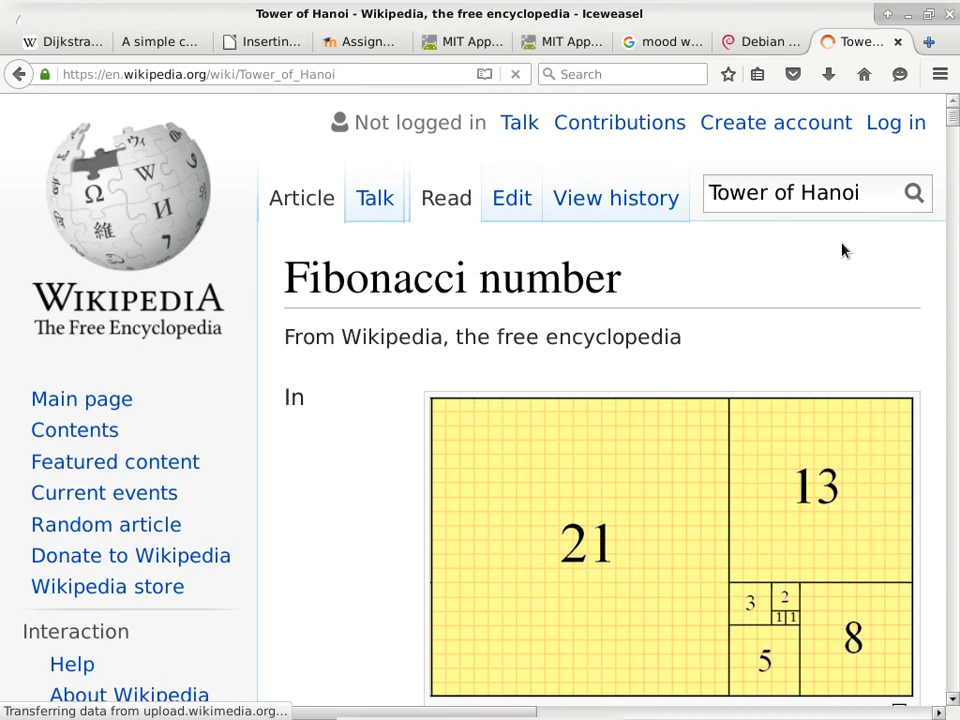 Tower of Hanoi - Wikipedia, the free encyclopedia - Iceweasel
W Dijkstra... A simple c... Insertin... Assign... MIT App... MIT App... G mood w... Debian ... Towe...
https://en.wikipedia.org/wiki/Tower_of_Hanoi Search
Not logged in Talk Contributions Create account Log in
Article Talk Read Edit View history Tower of Hanoi
Ω W И 維 7
WIKIPEDIA
The Free Encyclopedia
Fibonacci number
From Wikipedia, the free encyclopedia
In
21 13
3 2
1 1
5 8
Main page
Contents
Featured content
Current events
Random article
Donate to Wikipedia
Wikipedia store
Interaction
Help
About Wikipedia
Transferring data from upload.wikimedia.org...